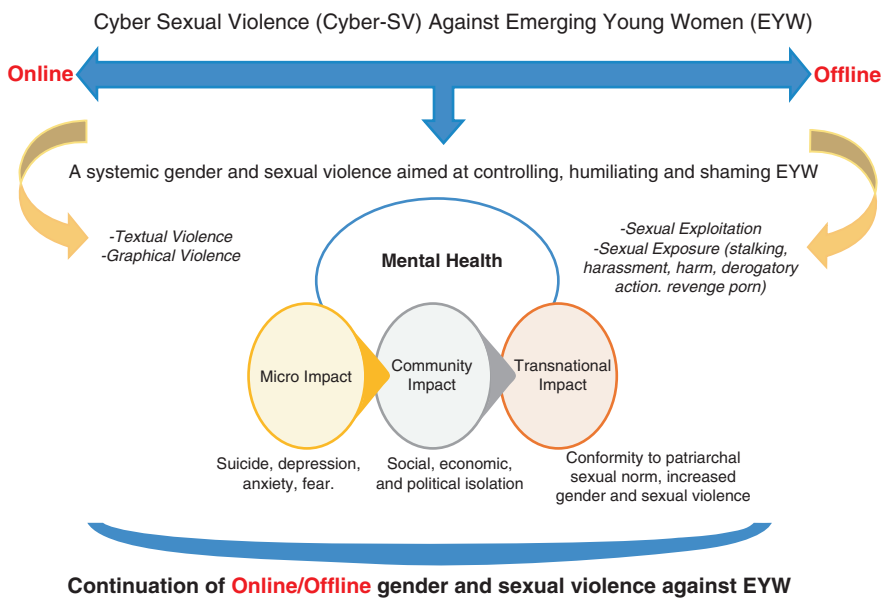 Cyber Sexual Violence (Cyber-SV) Against Emerging Young Women (EYW)
Online
Offline
A systemic gender and sexual violence aimed at controlling, humiliating and shaming EYW
-Textual Violence
-Graphical Violence
-Sexual Exploitation
-Sexual Exposure (stalking,
harassment, harm, derogatory
action. revenge porn)
Mental Health
Micro Impact
Community
Impact
Transnational
Impact
Suicide, depression,
anxiety, fear.
Social, economic,
and political isolation
Conformity to patriarchal
sexual norm, increased
gender and sexual violence
Continuation of Online/Offline gender and sexual violence against EYW